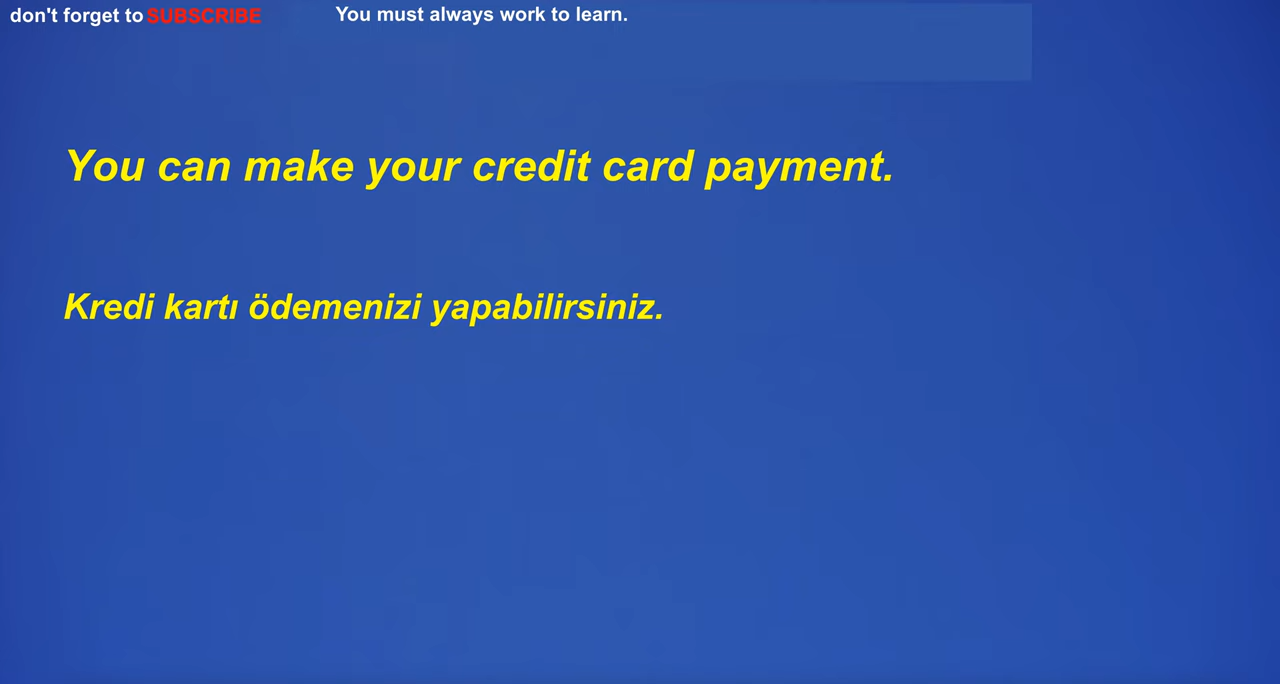 don't forget to SUBSCRIBE
You must always work to learn.
You can make your credit card payment.
Kredi kartı ödemenizi yapabilirsiniz.